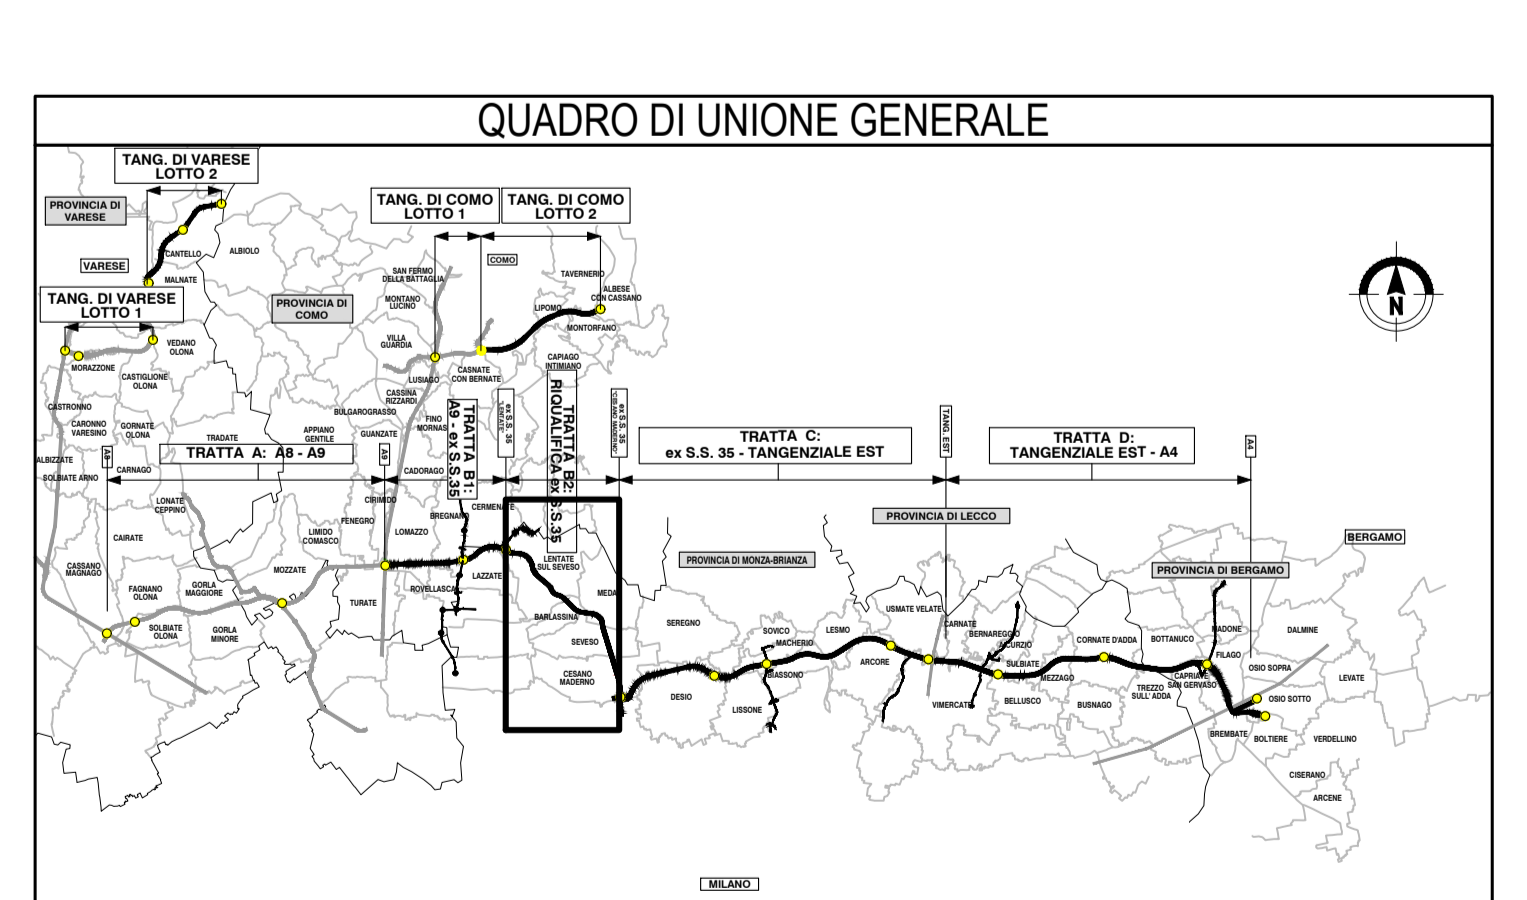 QUADRO DI UNIONE GENERALE
TANG. DI VARESE
LOTTO 2
PROVINCIA DI
VARESE
TANG. DI COMO
LOTTO 1
TANG. DI COMO
LOTTO 2
CANTELLO
ALBIOLO
VARESE
MALNATE
COMO
SAN FERMO
DELLA BATTAGLIA
TAVERNERIO
ALBESE
CON CASSANO
TANG. DI VARESE
LOTTO 1
PROVINCIA DI
COMO
MONTANO
LUCINO
LIPOMO
MONTORFANO
N
VEDANO
OLONA
VILLA
GUARDIA
MORAZZONE
CASTIGLIONE
OLONA
LUSIAGO
CASNATE
CON BERNATE
CAPIAGO
INTIMIANO
CASSINA
RIZZARDI
CASTRONNO
BULGAROGRASSO
CARONNO
VARESINO
GORNATE
OLONA
TRADATE
APPIANO
GENTILE
GUANZATE
FINO
MORNAS
TRATTA B1:
A9 - ex S.S.35
ex S.S. 35
"LENTATE"
TRATTA B2:
RIQUALIFICA ex S.S.35
ex S.S. 35
"CESANO MADERNO"
TRATTA C:
ex S.S. 35 - TANGENZIALE EST
TANG. EST
TRATTA D:
TANGENZIALE EST - A4
A4
ALBIZZATE
A8
TRATTA A: A8 - A9
A9
SOLBIATE ARNO
CARNAGO
CADORAGO
LONATE
CEPPINO
CIRIMIDO
CERMENATE
BREGNANO
FENEGRO
LIMIDO
COMASCO
LOMAZZO
PROVINCIA DI LECCO
CAIRATE
BERGAMO
CASSANO
MAGNAGO
MOZZATE
LENTATE
SUL SEVESO
PROVINCIA DI MONZA-BRIANZA
PROVINCIA DI BERGAMO
LAZZATE
FAGNANO
OLONA
GORLA
MAGGIORE
ROVELLASCA
MEDA
TURATE
BARLASSINA
USMATE VELATE
SOLBIATE
OLONA
GORLA
MINORE
SEVESO
SEREGNO
SOVICO
MACHERIO
LESMO
CARNATE
BERNAREGGIO
CORNATE D'ADDA
BOTTANUCO
MADONE
DALMINE
FILAGO
ARCORE
SULBIATE
MEZZAGO
OSIO SOPRA
CESANO
MADERNO
BIASSONO
CAPRIATE
SAN GERVASO
LEVATE
DESIO
LISSONE
VIMERCATE
BELLUSCO
BUSNAGO
TREZZO
SULL' ADDA
OSIO SOTTO
BREMBATE
BOLTIERE
VERDELLINO
CISERANO
ARCENE
MILANO